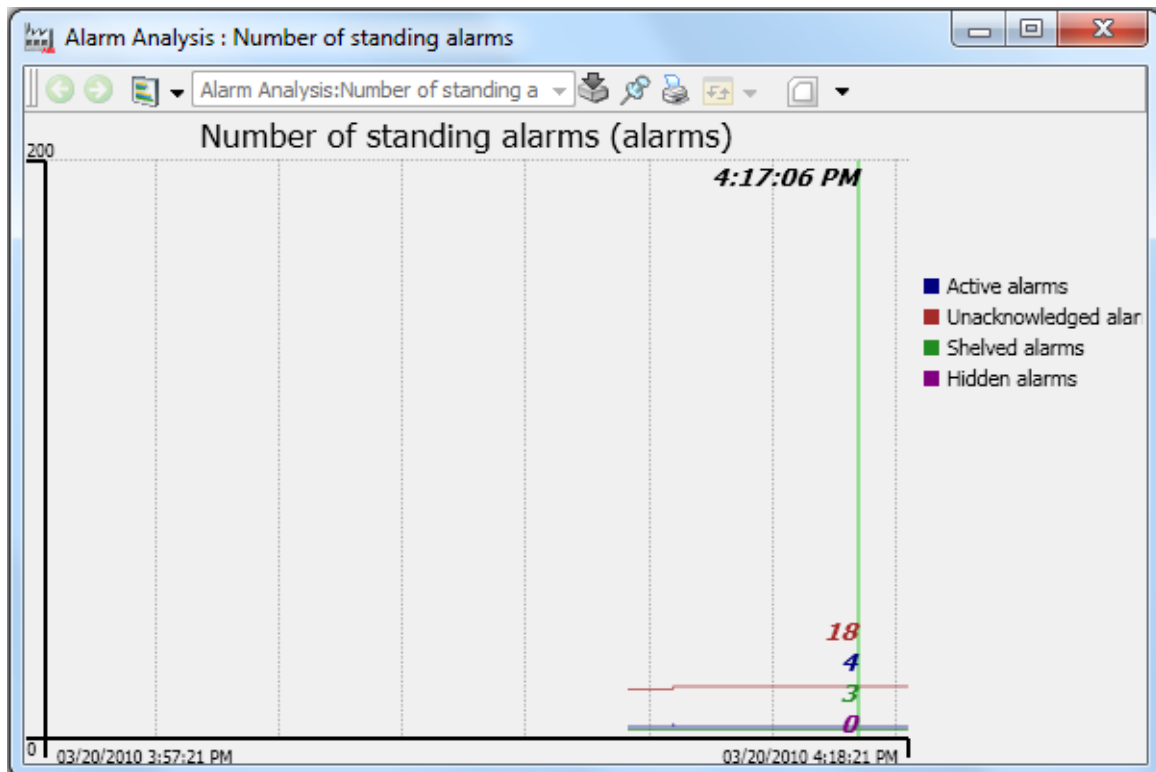 Alarm Analysis : Number of standing alarms
Alarm Analysis:Number of standing a
Number of standing alarms (alarms)
200
4:17:06 PM
Active alarms
Unacknowledged alar
Shelved alarms
Hidden alarms
18
4
3
0
0
03/20/2010 3:57:21 PM 03/20/2010 4:18:21 PM